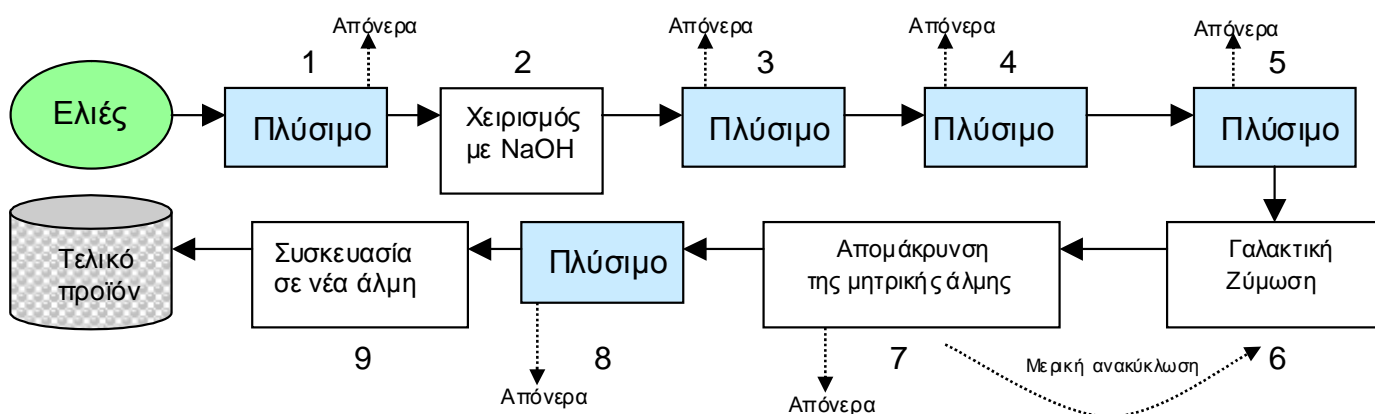 Απόνερα
Απόνερα
Απόνερα
Απόνερα
1
2
3
4
5
Ελιές
Πλύσιμο
Χειρισμός
με NaOH
Πλύσιμο
Πλύσιμο
Πλύσιμο
Τελικό
προϊόν
Συσκευασία
σε νέα άλμη
Πλύσιμο
Απομάκρυνση
της μητρικής άλμης
Γαλακτική
Ζύμωση
9
8
7
Μερική ανακύκλωση
6
Απόνερα
Απόνερα